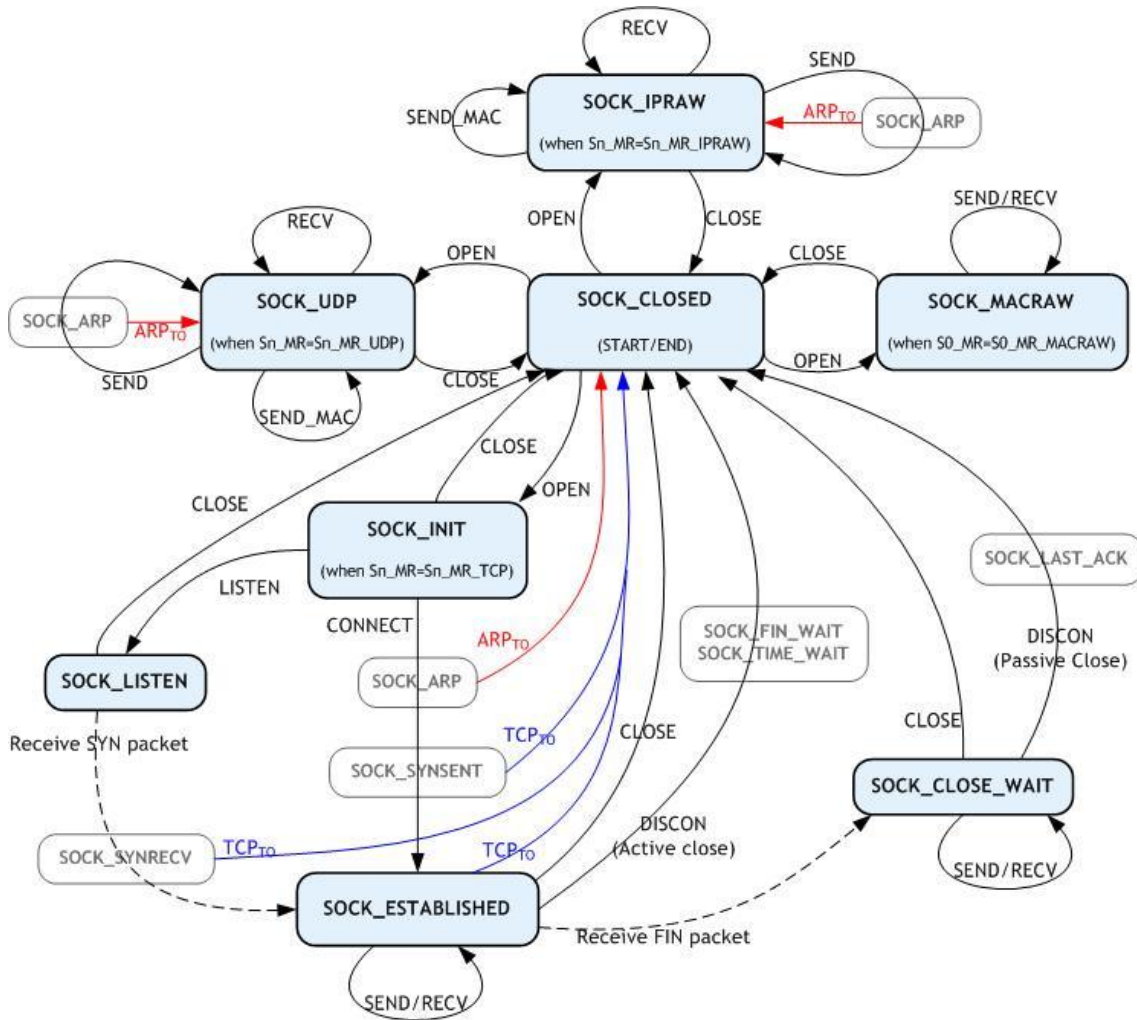 RECV
SEND
SOCK_IPRAW
SEND_MAC
ARPTO
SOCK_ARP
(when Sn_MR=Sn_MR_IPRAW)
SEND/RECV
RECV
OPEN
CLOSE
OPEN
CLOSE
SOCK_UDP
SOCK_CLOSED
SOCK_MACRAW
SOCK_ARP
ARPTO
(when Sn_MR=Sn_MR_UDP)
(START/END)
(when S0_MR=S0_MR_MACRAW)
OPEN
SEND
CLOSE
SEND_MAC
CLOSE
OPEN
CLOSE
SOCK_INIT
(when Sn_MR=Sn_MR_TCP)
SOCK_LAST_ACK
LISTEN
CONNECT
SOCK_FIN_WAIT
SOCK_TIME_WAIT
ARPTO
DISCON
(Passive Close)
SOCK_LISTEN
SOCK_ARP
CLOSE
CLOSE
Receive SYN packet
TCPTO
SOCK_SYNSENT
SOCK_CLOSE_WAIT
DISCON
(Active close)
TCPTO
TCPTO
SOCK_SYNRECV
SEND/RECV
SOCK_ESTABLISHED
Receive FIN packet
SEND/RECV